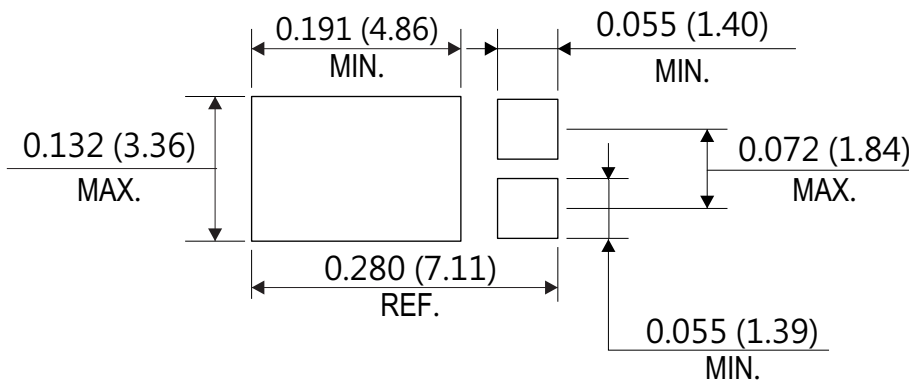 0.191 (4.86)
MIN.
0.055 (1.40)
MIN.
0.132 (3.36)
MAX.
0.072 (1.84)
MAX.
0.280 (7.11)
REF.
0.055 (1.39)
MIN.